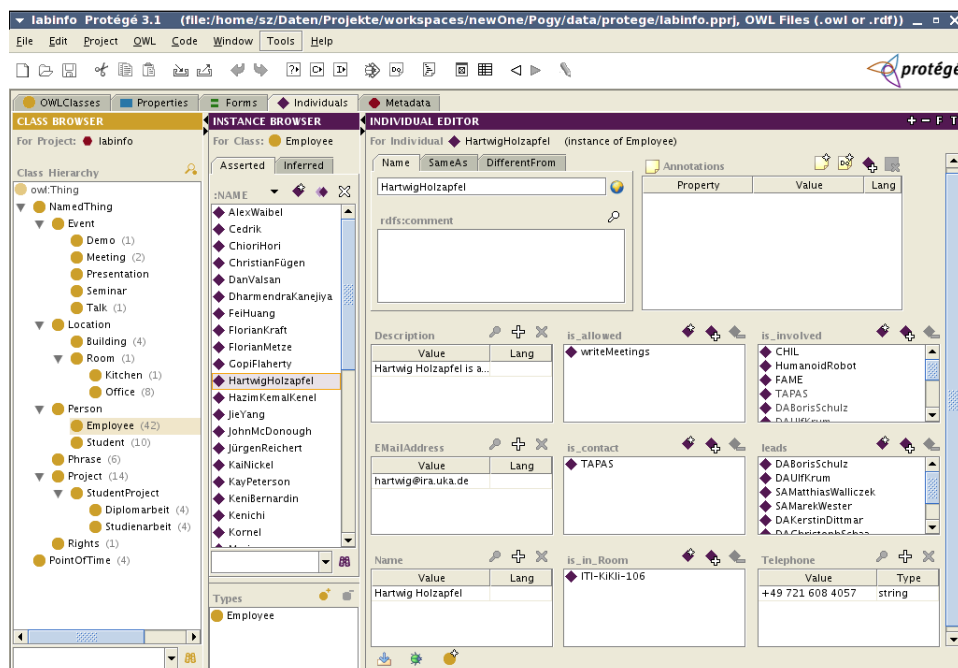 labinfo Protégé 3.1 (file:/home/sz/Daten/Projekte/workspaces/newOne/Pogy/data/protege/labinfo.pprj, OWL Files (.owl or .rdf))
File Edit Project OWL Code Window Tools Help
protégé
OWLClasses Properties Forms Individuals Metadata
CLASS BROWSER
For Project: labinfo
Class Hierarchy
owl:Thing
NamedThing
Event
Demo (1)
Meeting (2)
Presentation
Seminar
Talk (1)
Location
Building (4)
Room (1)
Kitchen (1)
Office (8)
Person
Employee (42)
Student (10)
Phrase (6)
Project (14)
StudentProject
Diplomarbeit (4)
Studienarbeit (4)
Rights (1)
PointOfTime (4)
INSTANCE BROWSER
For Class: Employee
Asserted Inferred
:NAME
AlexWaibel
Cedrik
ChioriHori
ChristianFügen
DanValsan
DharmendraKanejiya
FeiHuang
FlorianKraft
FlorianMetze
GopiFlaherty
HartwigHolzapfel
HazimKemalKenel
JieYang
JohnMcDonough
JürgenReichert
KaiNickel
KayPeterson
KeniBernardin
Kenichi
Kornel
Types
Employee
INDIVIDUAL EDITOR + − F T
For Individual HartwigHolzapfel (instance of Employee)
Name SameAs DifferentFrom
HartwigHolzapfel
rdfs:comment
Annotations
Property Value Lang
Description
Value Lang
Hartwig Holzapfel is a...
is_allowed
writeMeetings
is_involved
CHIL
HumanoidRobot
FAME
TAPAS
DABorisSchulz
DAUlfKrum
EMailAddress
Value Lang
hartwig@ira.uka.de
is_contact
TAPAS
leads
DABorisSchulz
DAUlfKrum
SAMatthiasWalliczek
SAMarekWester
DAKerstinDittmar
Name
Value Lang
Hartwig Holzapfel
is_in_Room
ITI-KiKli-106
Telephone
Value Type
+49 721 608 4057 string